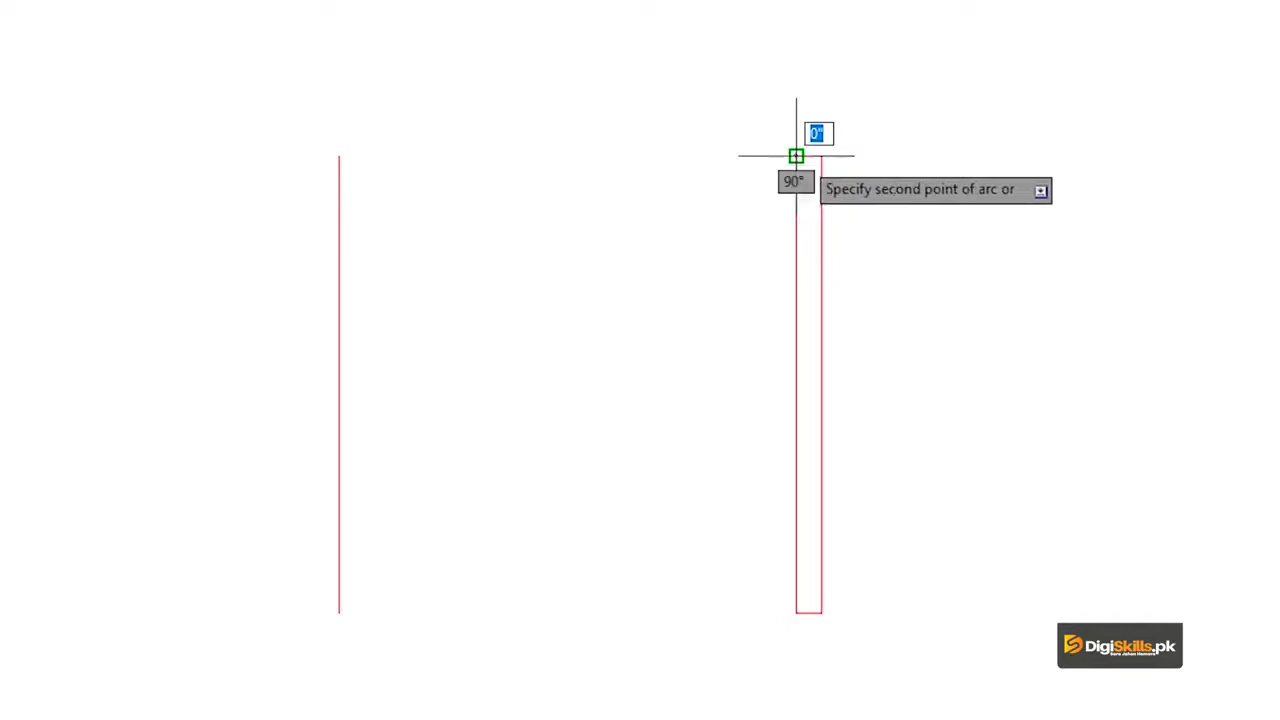 0"
90°
Specify second point of arc or
DigiSkills.pk